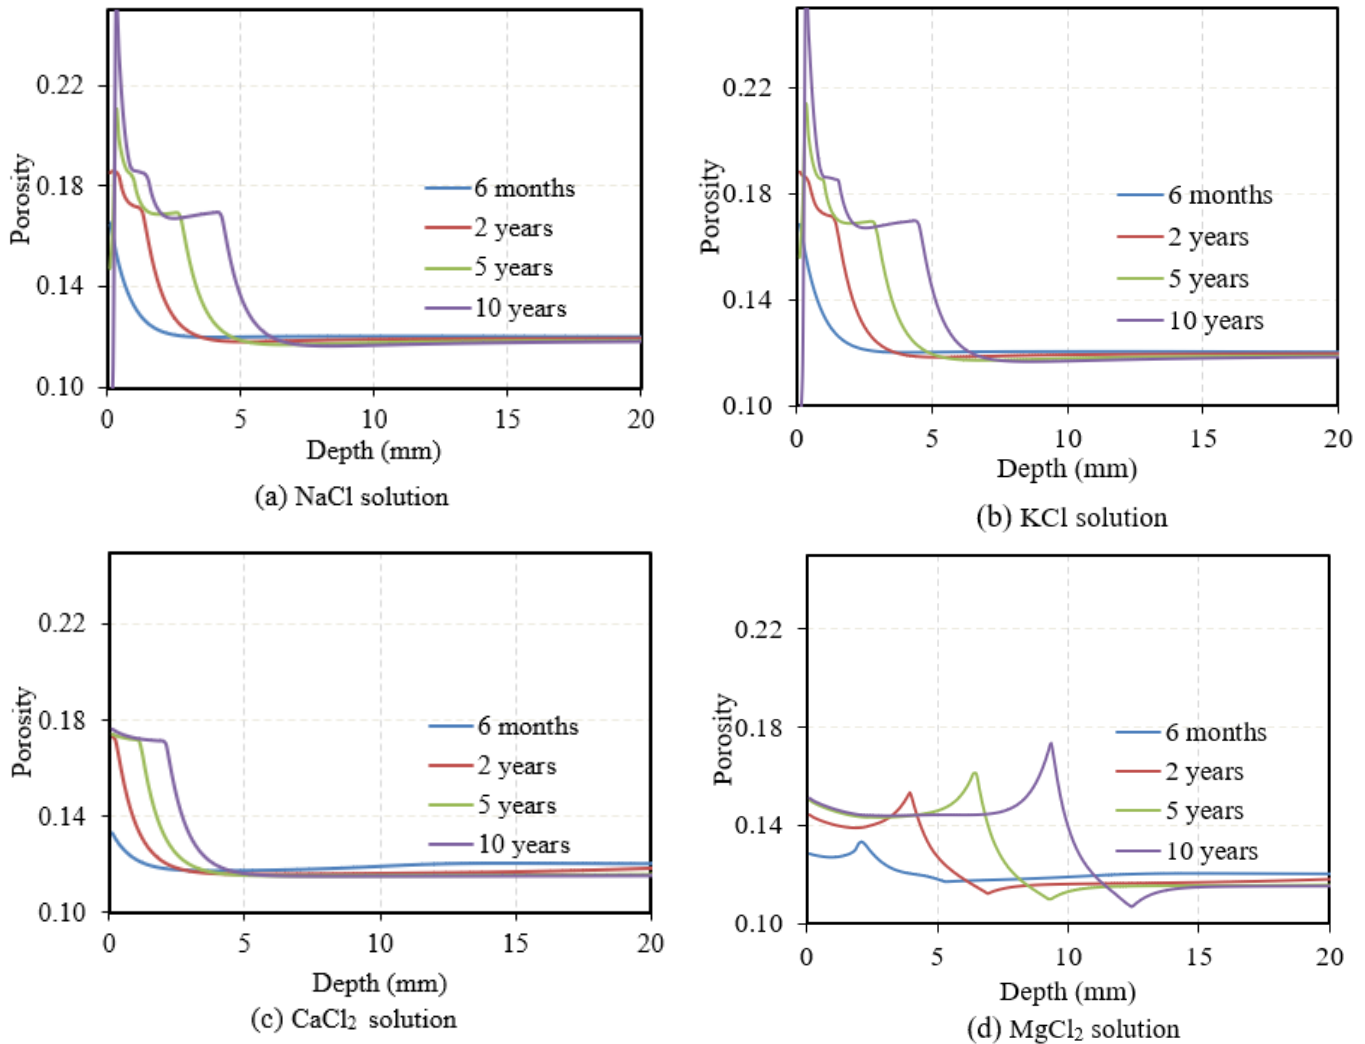 0.22
0.18
0.14
0.10
Porosity
6 months
2 years
5 years
10 years
0 5 10 15 20
Depth (mm)
(a) NaCl solution
0.22
0.18
0.14
0.10
Porosity
6 months
2 years
5 years
10 years
0 5 10 15 20
Depth (mm)
(b) KCl solution
0.22
0.18
0.14
0.10
Porosity
6 months
2 years
5 years
10 years
0 5 10 15 20
Depth (mm)
(c) CaCl₂ solution
0.22
0.18
0.14
0.10
Porosity
6 months
2 years
5 years
10 years
0 5 10 15 20
Depth (mm)
(d) MgCl₂ solution